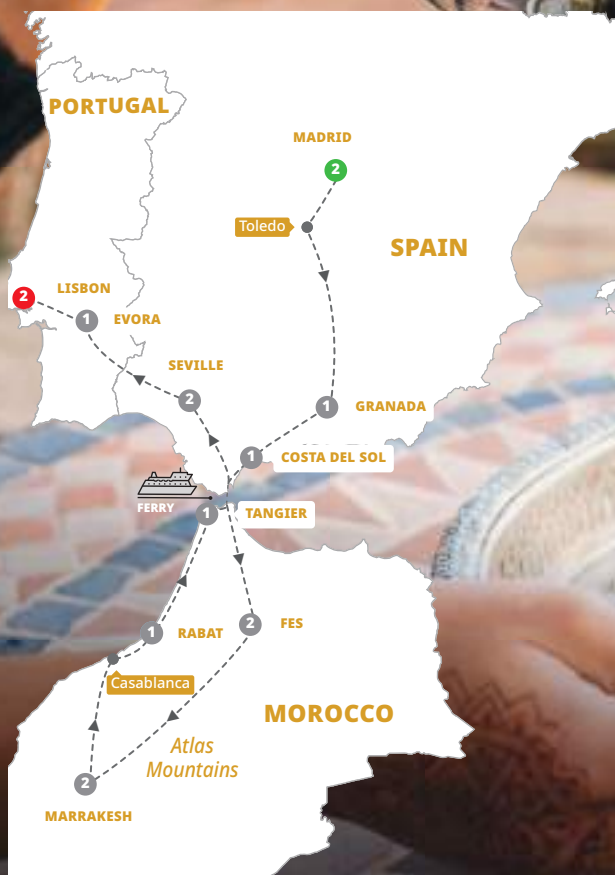 PORTUGAL
MADRID
2
Toledo
SPAIN
LISBON
2
1
EVORA
SEVILLE
2
1
GRANADA
1
COSTA DEL SOL
FERRY
1
TANGIER
2
FES
1
RABAT
Casablanca
MOROCCO
Atlas
Mountains
2
MARRAKESH